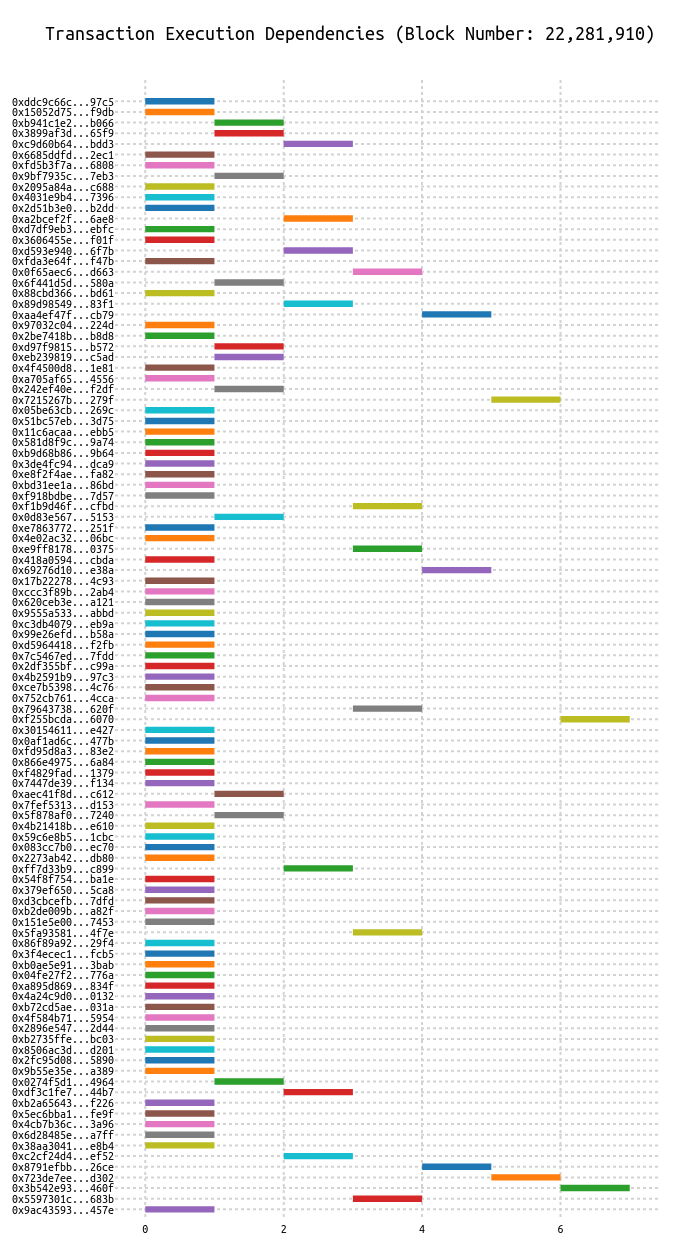 Transaction Execution Dependencies (Block Number: 22,281,910)
0xddc9c66c...97c5
0x15052d75...f9db
0xb941c1e2...b066
0x3899af3d...65f9
0xc9d60b64...bdd3
0x6685ddfd...2ec1
0xfd5b3f7a...6808
0x9bf7935c...7eb3
0x2095a84a...c688
0x4031e9b4...7396
0x2d51b3e0...b2dd
0xa2bcef2f...6ae8
0xd7df9eb3...ebfc
0x3606455e...f01f
0xd593e940...6f7b
0xfda3e64f...f47b
0x0f65aec6...d663
0x6f441d5d...580a
0x88cbd366...bd61
0x89d98549...83f1
0xaa4ef47f...cb79
0x97032c04...224d
0x2be7418b...b8d8
0xd97f9815...b572
0xeb239819...c5ad
0x4f4500d8...1e81
0xa705af65...4556
0x242ef40e...f2df
0x7215267b...279f
0x05be63cb...269c
0x51bc57eb...3d75
0x11c6acaa...ebb5
0x581d8f9c...9a74
0xb9d68b86...9b64
0x3de4fc94...dca9
0xe8f2f4ae...fa82
0xbd31ee1a...86bd
0xf918bdbe...7d57
0xf1b9d46f...cfbd
0x0d83e567...5153
0xe7863772...251f
0x4e02ac32...06bc
0xe9ff8178...0375
0x418a0594...cbda
0x69276d10...e38a
0x17b22278...4c93
0xccc3f89b...2ab4
0x620ceb3e...a121
0x9555a533...abbd
0xc3db4079...eb9a
0x99e26efd...b58a
0xd5964418...f2fb
0x7c5467ed...7fdd
0x2df355bf...c99a
0x4b2591b9...97c3
0xce7b5398...4c76
0x752cb761...4cca
0x79643738...620f
0xf255bcda...6070
0x30154611...e427
0x0af1ad6c...477b
0xfd95d8a3...83e2
0x866e4975...6a84
0xf4829fad...1379
0x7447de39...f134
0xaec41f8d...c612
0x7fef5313...d153
0x5f878af0...7240
0x4b21418b...e610
0x59c6e8b5...1cbc
0x083cc7b0...ec70
0x2273ab42...db80
0xff7d33b9...c899
0x54f8f754...ba1e
0x379ef650...5ca8
0xd3cbcefb...7dfd
0xb2de009b...a82f
0x151e5e00...7453
0x5fa93581...4f7e
0x86f89a92...29f4
0x3f4ecec1...fcb5
0xb0ae5e91...3bab
0x04fe27f2...776a
0xa895d869...834f
0x4a24c9d0...0132
0xb72cd5ae...031a
0x4f584b71...5954
0x2896e547...2d44
0xb2735ffe...bc03
0x8506ac3d...d201
0x2fc95d08...5890
0x9b55e35e...a389
0x0274f5d1...4964
0xdf3c1fe7...44b7
0xb2a65643...f226
0x5ec6bba1...fe9f
0x4cb7b36c...3a96
0x6d28485e...a7ff
0x38aa3041...e8b4
0xc2cf24d4...ef52
0x8791efbb...26ce
0x723de7ee...d302
0x3b542e93...460f
0x5597301c...683b
0x9ac43593...457e
0 2 4 6